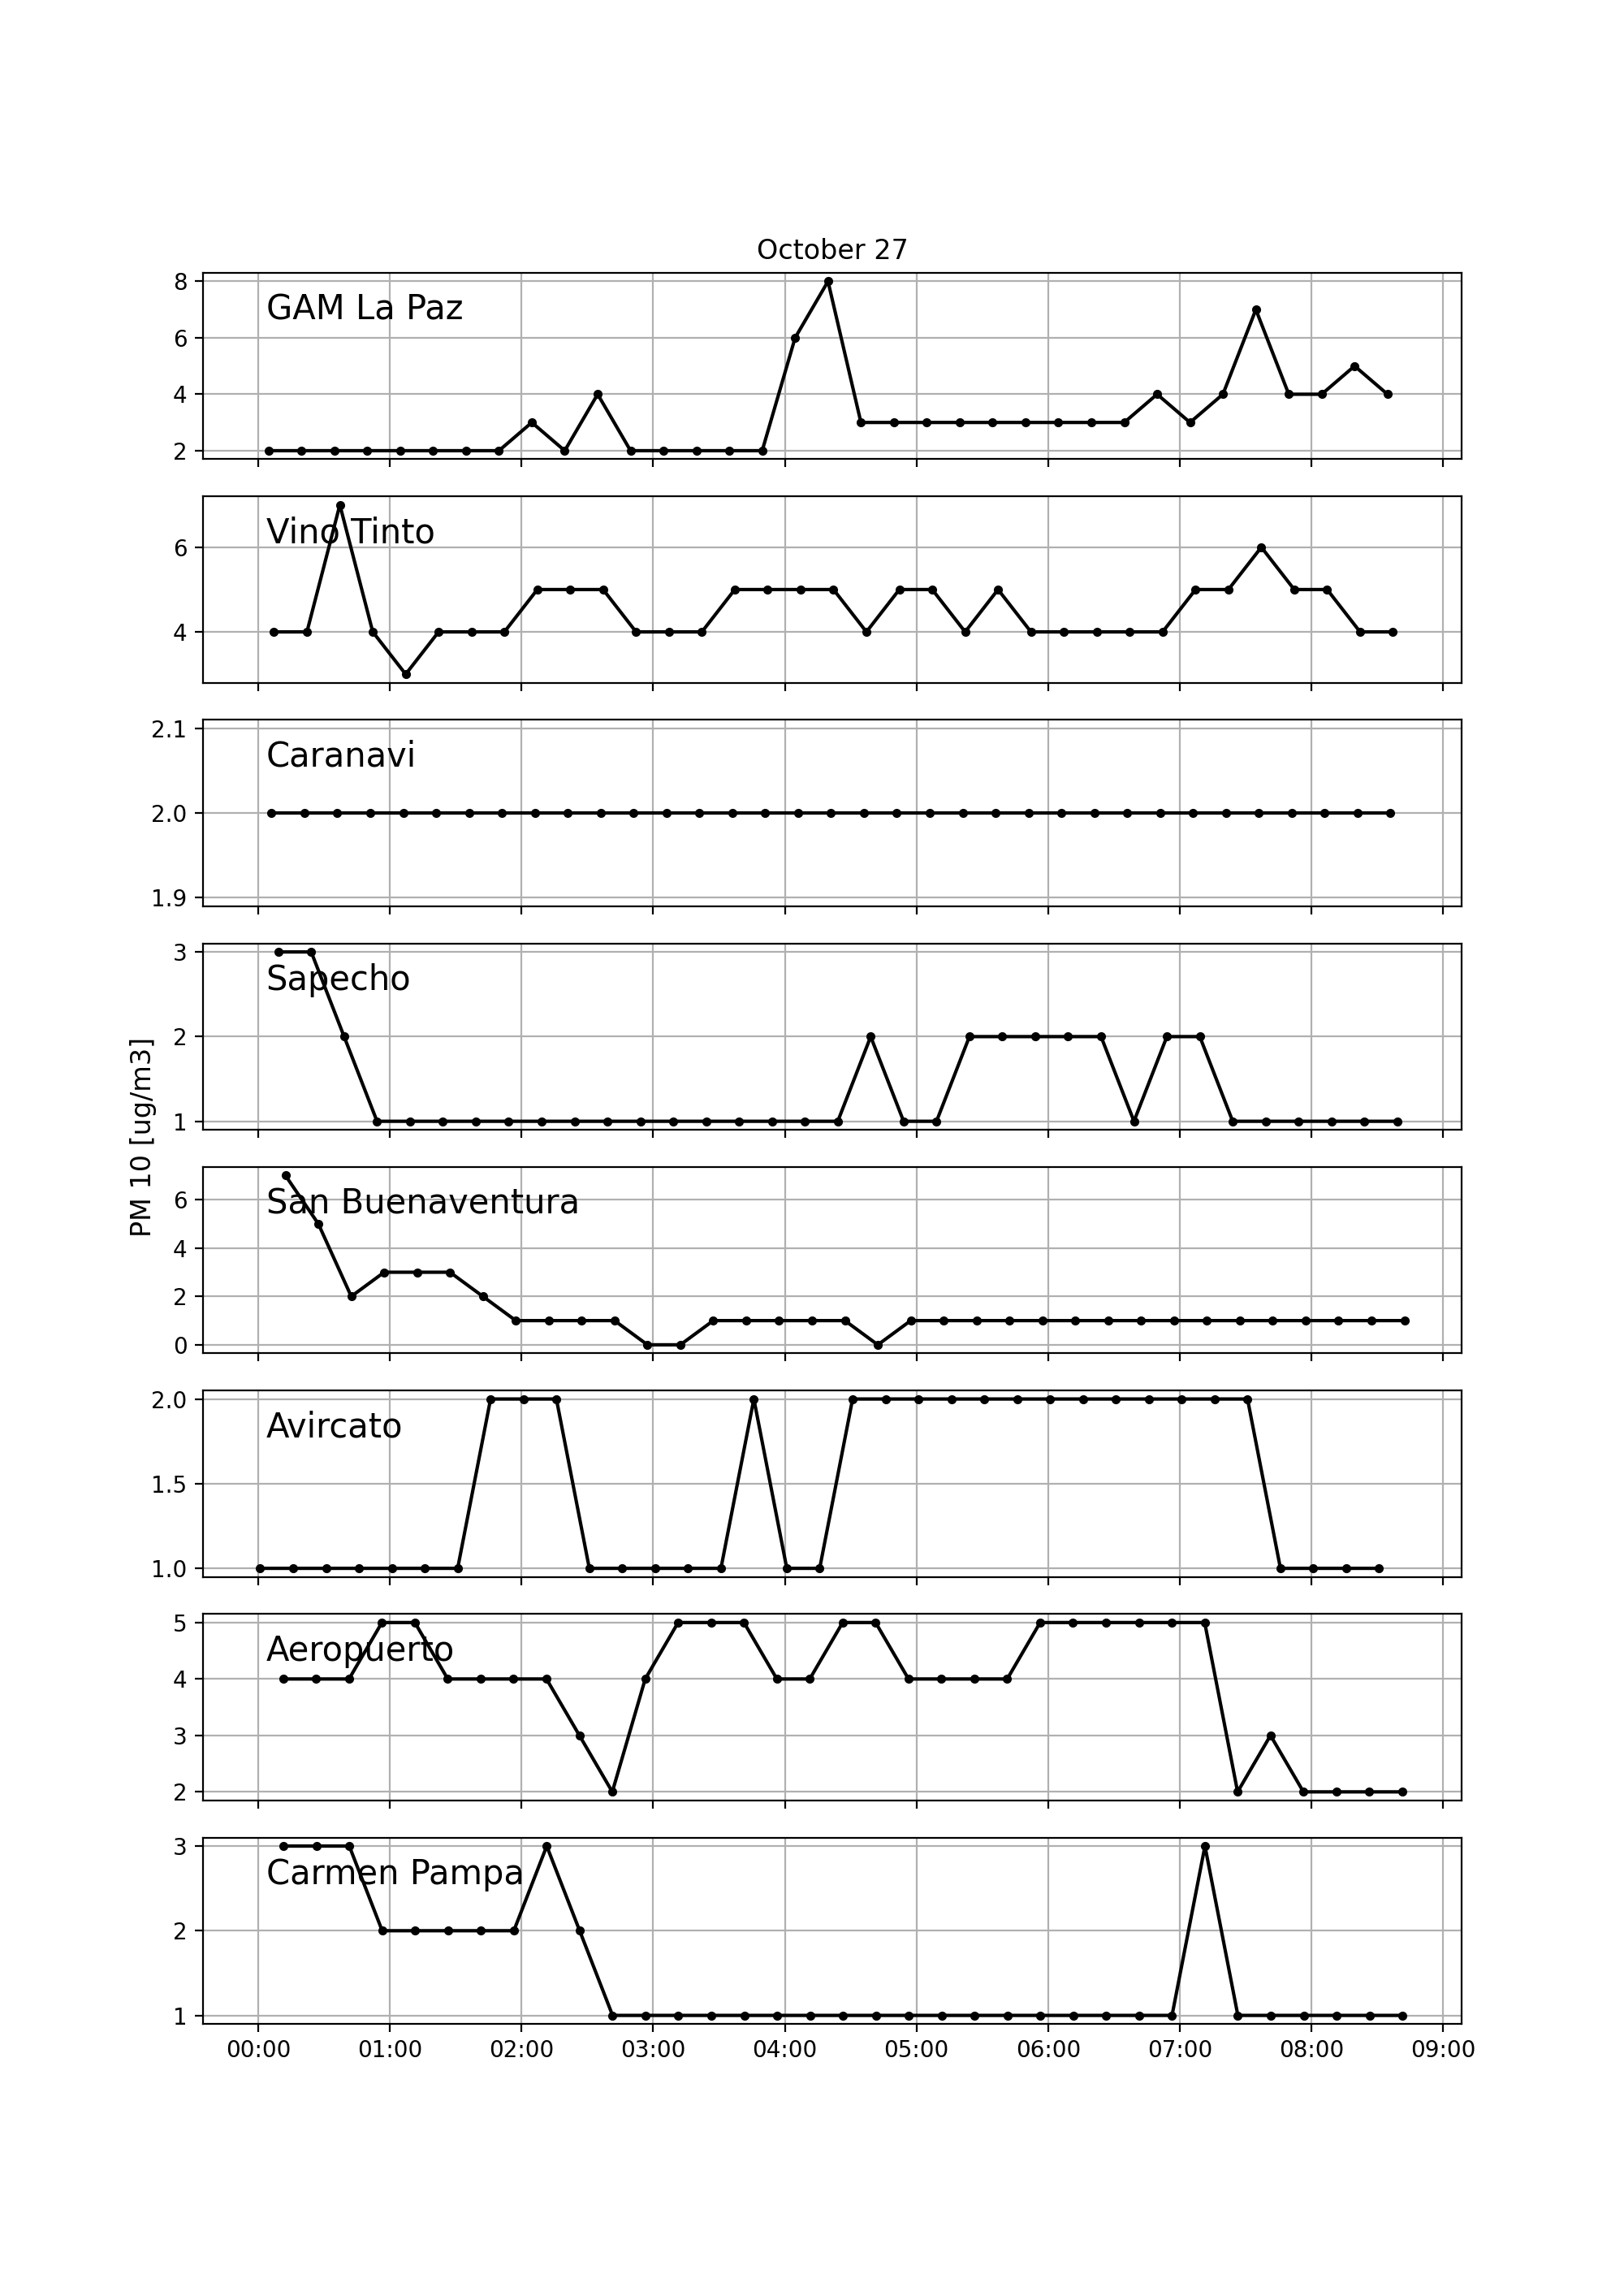 October 27
8
GAM La Paz
6
4
2
Vino Tinto
6
4
2.1
Caranavi
2.0
1.9
3
Sapecho
2
1
PM 10 [ug/m3]
San Buenaventura
6
4
2
0
2.0
Avircato
1.5
1.0
5
Aeropuerto
4
3
2
3
Carmen Pampa
2
1
00:00 01:00 02:00 03:00 04:00 05:00 06:00 07:00 08:00 09:00